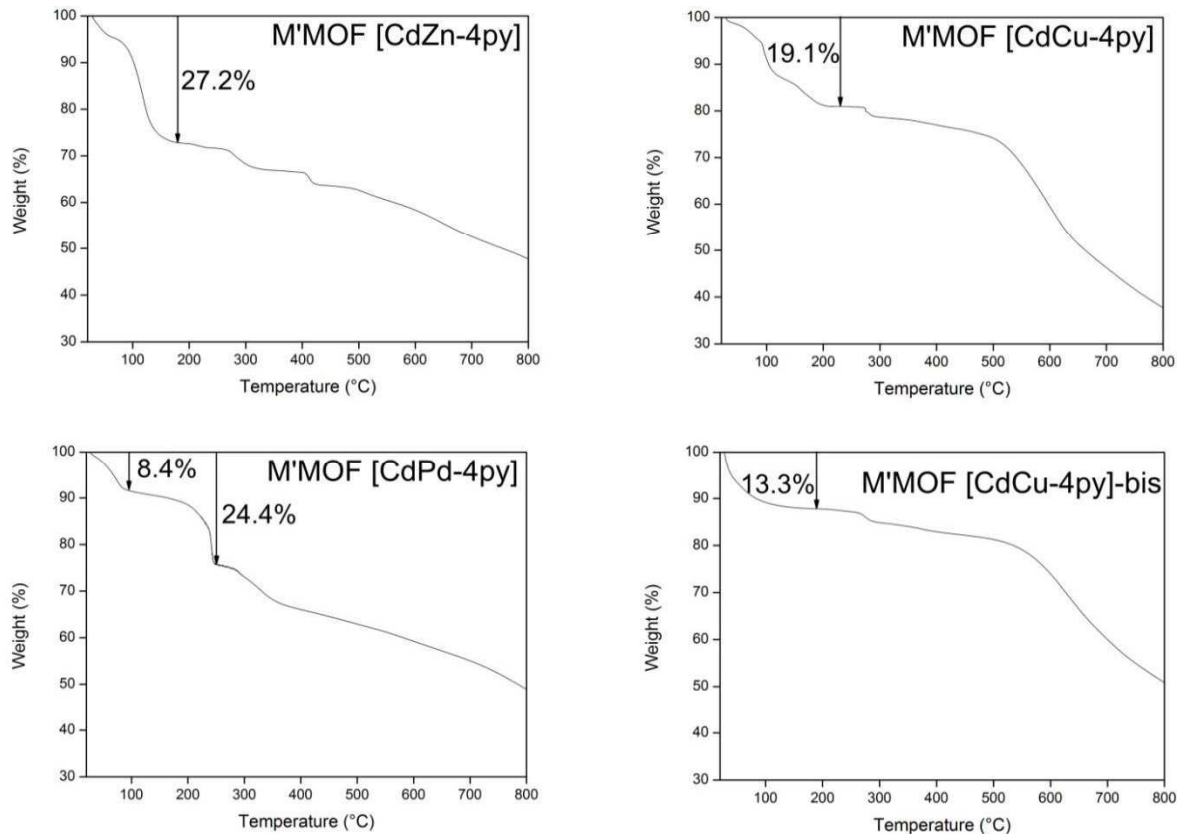 M'MOF [CdZn-4py]
27.2%
Weight (%)
100
90
80
70
60
50
40
30
100 200 300 400 500 600 700 800
Temperature (°C)
M'MOF [CdCu-4py]
19.1%
Weight (%)
100
90
80
70
60
50
40
30
100 200 300 400 500 600 700 800
Temperature (°C)
M'MOF [CdPd-4py]
8.4%
24.4%
Weight (%)
100
90
80
70
60
50
40
30
100 200 300 400 500 600 700 800
Temperature (°C)
M'MOF [CdCu-4py]-bis
13.3%
Weight (%)
100
90
80
70
60
50
40
30
100 200 300 400 500 600 700 800
Temperature (°C)